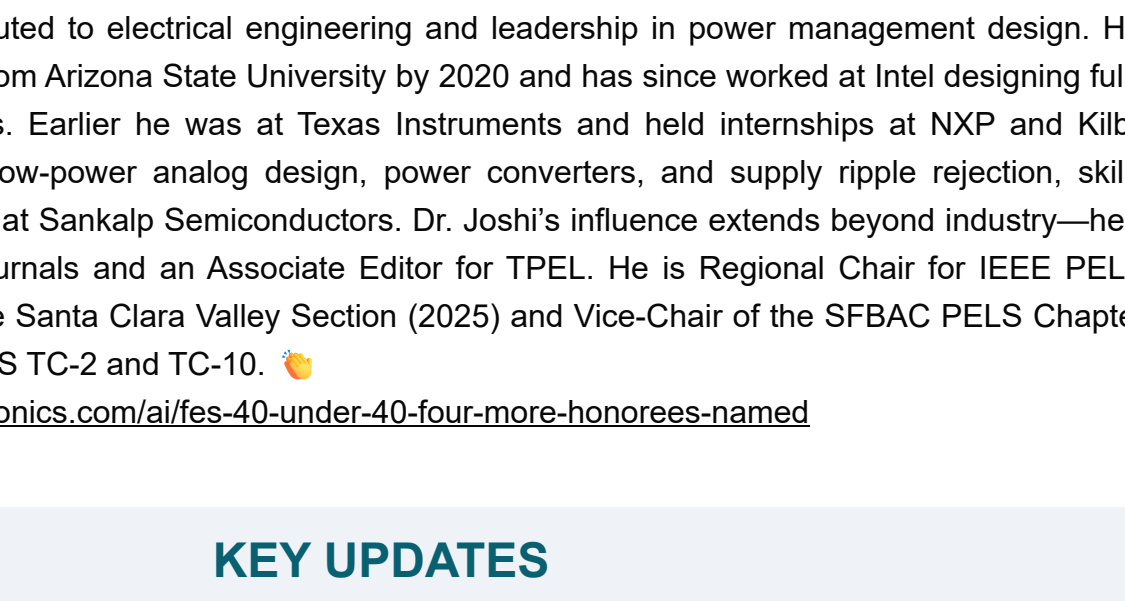 uted to electrical engineering and leadership in power management design. H
om Arizona State University by 2020 and has since worked at Intel designing ful
s. Earlier he was at Texas Instruments and held internships at NXP and Kilb
ow-power analog design, power converters, and supply ripple rejection, skil
at Sankalp Semiconductors. Dr. Joshi’s influence extends beyond industry—he
urnals and an Associate Editor for TPEL. He is Regional Chair for IEEE PEL
e Santa Clara Valley Section (2025) and Vice-Chair of the SFBAC PELS Chapte
S TC-2 and TC-10. 👏
onics.com/ai/fes-40-under-40-four-more-honorees-named
KEY UPDATES